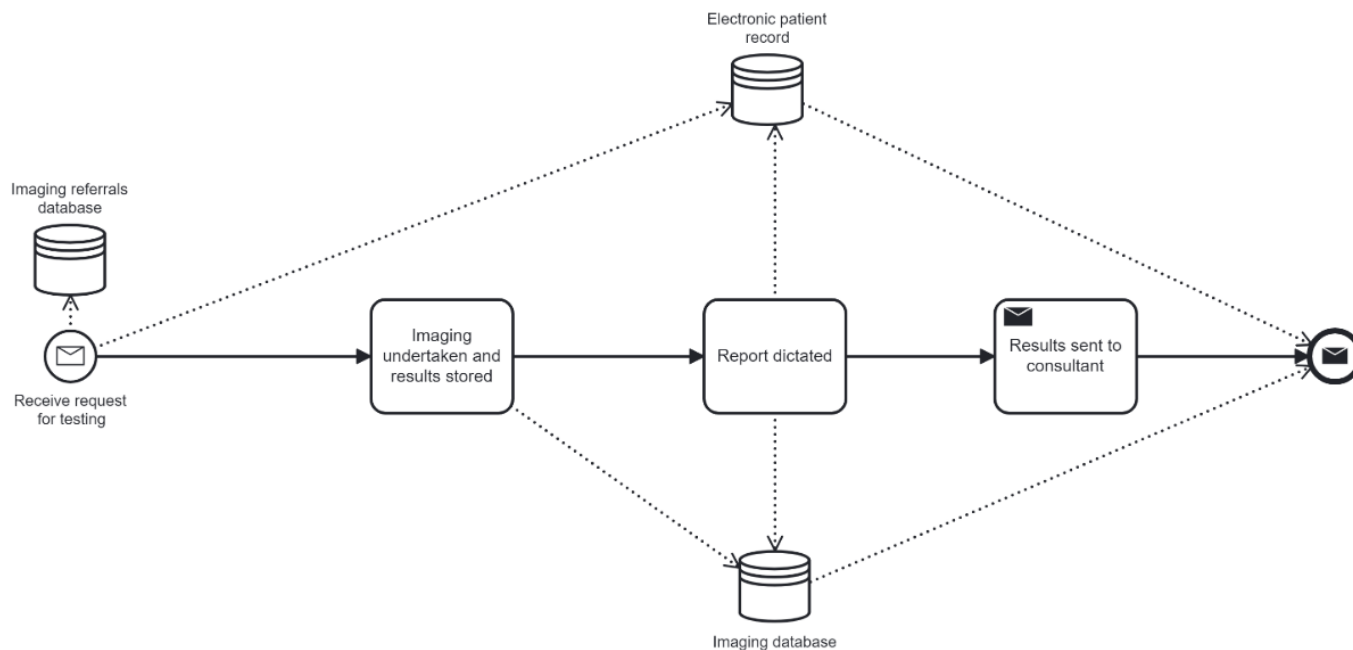 Electronic patient
record
Imaging referrals
database
Imaging
undertaken and
results stored
Report dictated
Results sent to
consultant
Receive request
for testing
Imaging database